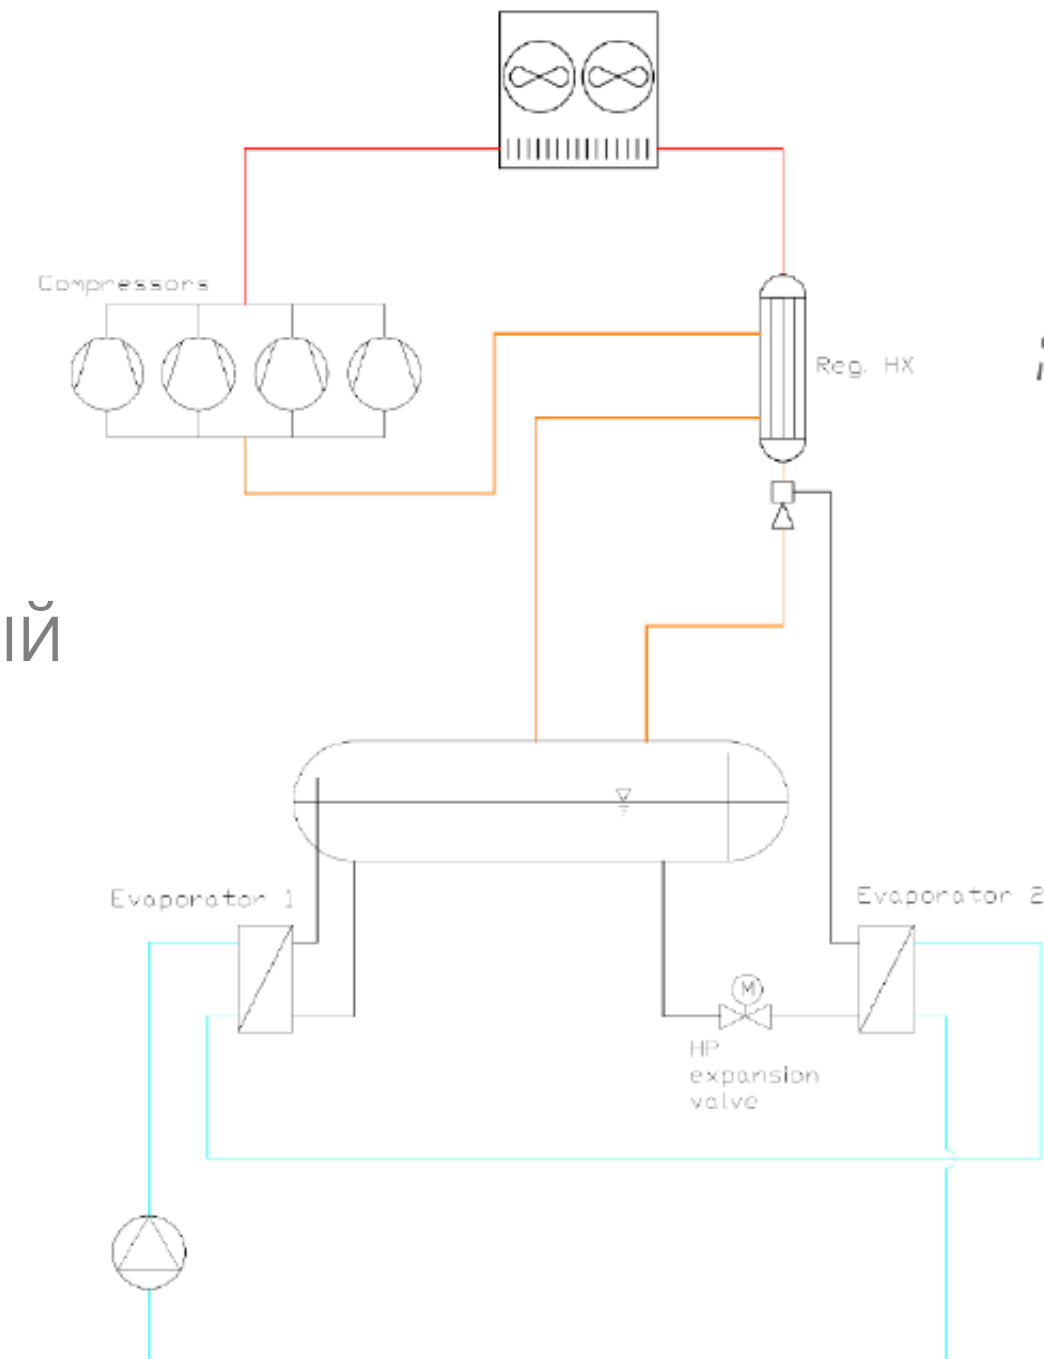 Compressors
Reg. HX
ІЙ
Evaporator 1
Evaporator 2
M
HP
expansion
valve